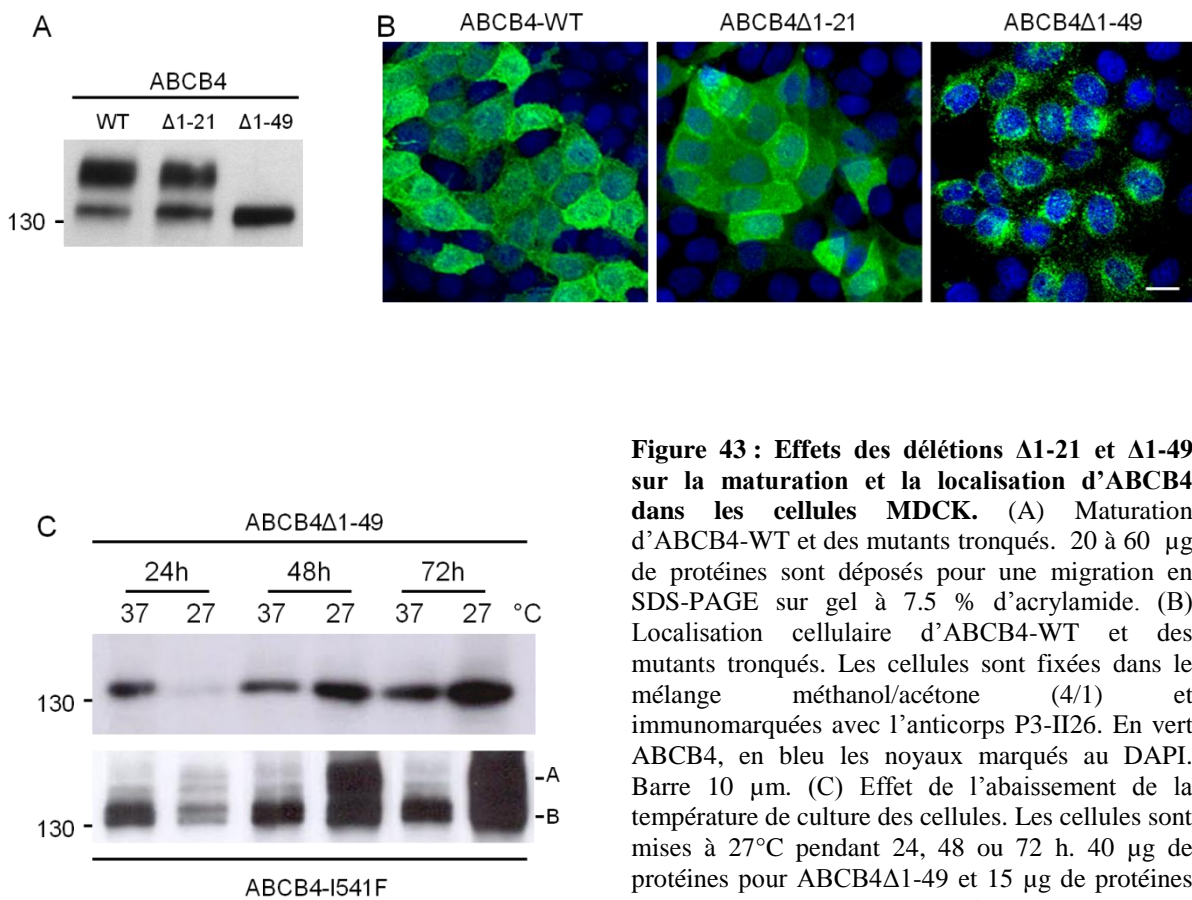 A
ABCB4
WT Δ1-21 Δ1-49
130
B
ABCB4-WT ABCB4Δ1-21 ABCB4Δ1-49
C
ABCB4Δ1-49
24h 48h 72h
37 27 37 27 37 27 °C
130
A
B
130
ABCB4-I541F
Figure 43 : Effets des délétions Δ1-21 et Δ1-49
sur la maturation et la localisation d’ABCB4
dans les cellules MDCK. (A) Maturation
d’ABCB4-WT et des mutants tronqués. 20 à 60 µg
de protéines sont déposés pour une migration en
SDS-PAGE sur gel à 7.5 % d’acrylamide. (B)
Localisation cellulaire d’ABCB4-WT et des
mutants tronqués. Les cellules sont fixées dans le
mélange méthanol/acétone (4/1) et
immunomarquées avec l’anticorps P3-II26. En vert
ABCB4, en bleu les noyaux marqués au DAPI.
Barre 10 µm. (C) Effet de l’abaissement de la
température de culture des cellules. Les cellules sont
mises à 27°C pendant 24, 48 ou 72 h. 40 µg de
protéines pour ABCB4Δ1-49 et 15 µg de protéines